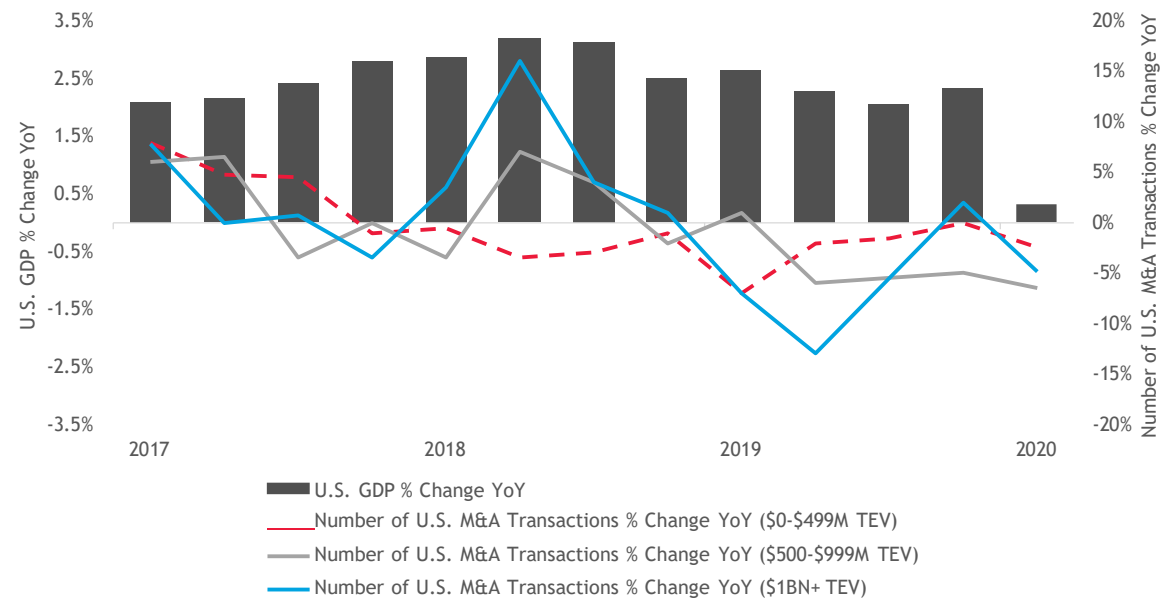 3.5%
2.5%
1.5%
0.5%
-0.5%
-1.5%
-2.5%
-3.5%
U.S. GDP % Change YoY
20%
15%
10%
5%
0%
-5%
-10%
-15%
-20%
Number of U.S. M&A Transactions % Change YoY
2017 2018 2019 2020
U.S. GDP % Change YoY
Number of U.S. M&A Transactions % Change YoY ($0-$499M TEV)
Number of U.S. M&A Transactions % Change YoY ($500-$999M TEV)
Number of U.S. M&A Transactions % Change YoY ($1BN+ TEV)